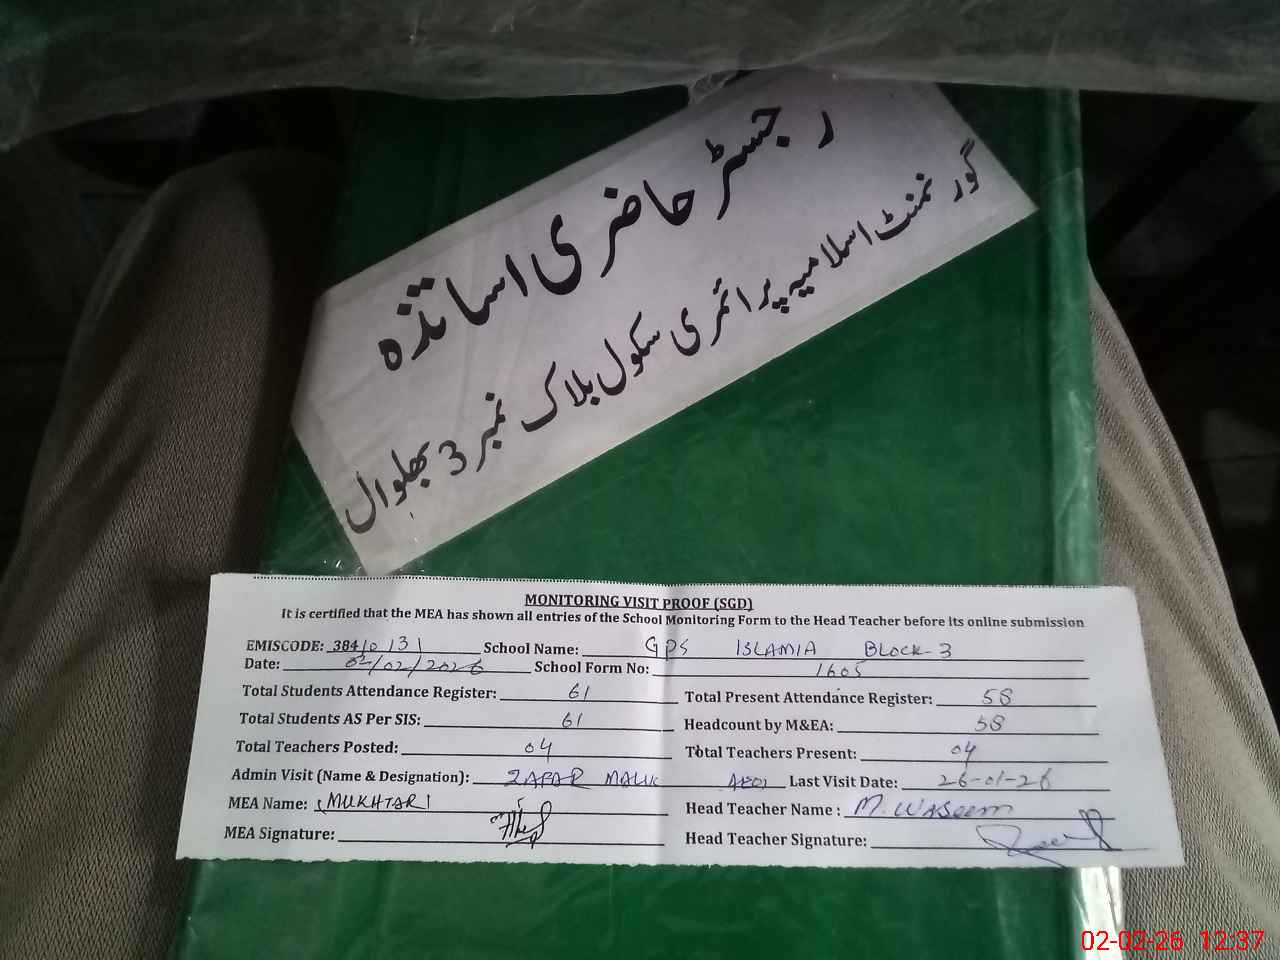 رجسٹر حاضری اساتذہ
گورنمنٹ اسلامیہ پرائمری سکول بلاک نمبر 3 بھلوال
MONITORING VISIT PROOF (SGD)
It is certified that the MEA has shown all entries of the School Monitoring Form to the Head Teacher before its online submission
EMISCODE: 38410131 School Name: GPS ISLAMIA BLOCK-3
Date: 02/02/2026 School Form No: 1605
Total Students Attendance Register: 61 Total Present Attendance Register: 58
Total Students AS Per SIS: 61 Headcount by M&EA: 58
Total Teachers Posted: 04 Total Teachers Present: 04
Admin Visit (Name & Designation): ZAFAR MALIK Last Visit Date: 26-01-26
MEA Name: MUKHTAR Head Teacher Name : M. WASeem
MEA Signature: Head Teacher Signature:
02-02-26 12:37